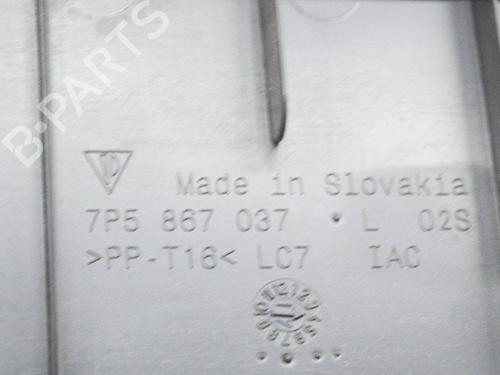 B-PARTS
Made in Slovakia
7P5 867 037 • L 02S
>PP-T16< LC7 IAC